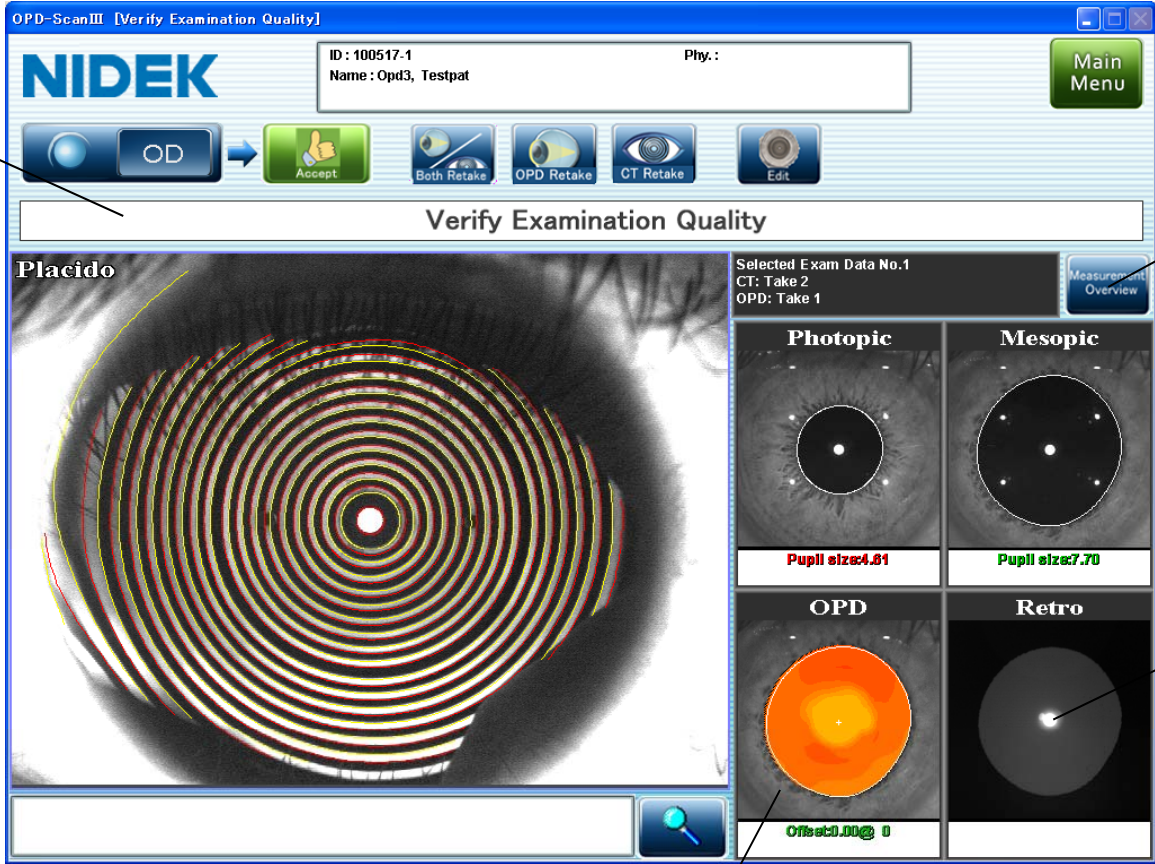 OPD-ScanⅢ [Verify Examination Quality]
NIDEK
ID : 100517-1
Phy. :
Name : Opd3, Testpat
Main
Menu
OD
Accept
Both Retake
OPD Retake
CT Retake
Edit
Verify Examination Quality
Placido
Selected Exam Data No.1
CT: Take 2
OPD: Take 1
Measurement
Overview
Photopic
Mesopic
Pupil size:4.61
Pupil size:7.70
OPD
Retro
Offset:0.00@ 0